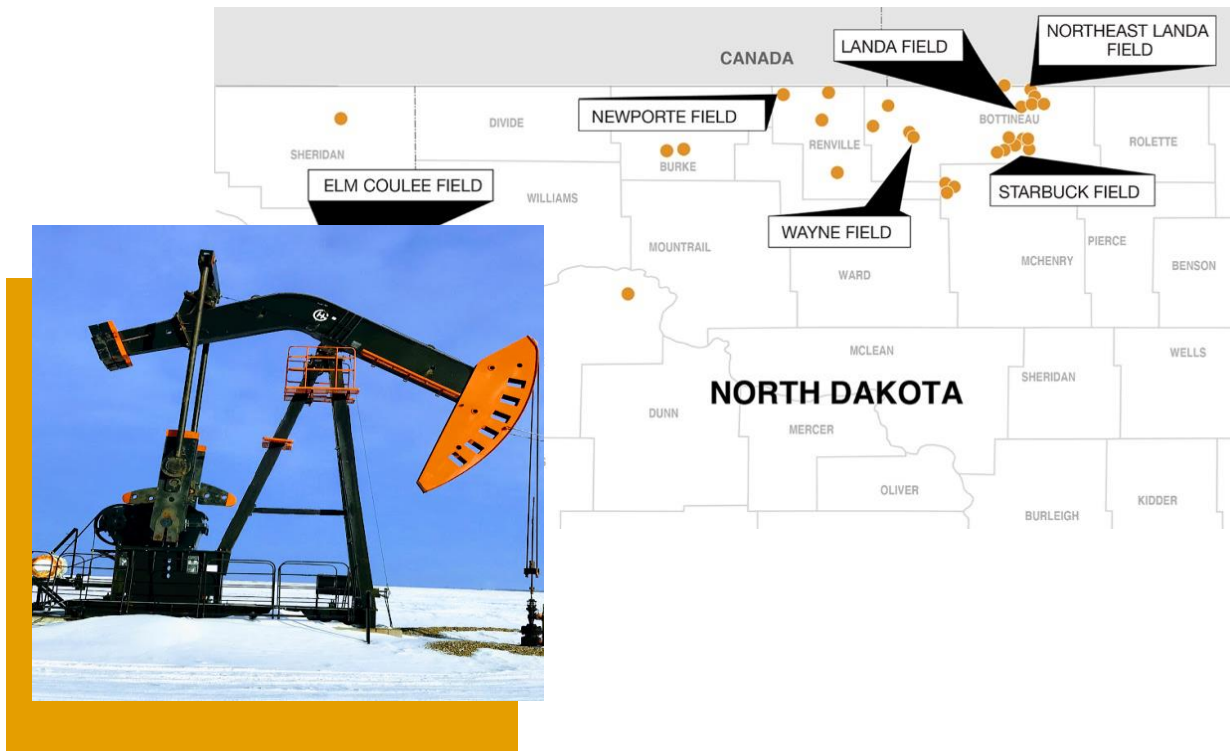 CANADA
LANDA FIELD
NORTHEAST LANDA
FIELD
NEWPORTE FIELD
DIVIDE
BOTTINEAU
RENVILLE
ROLETTE
SHERIDAN
BURKE
ELM COULEE FIELD
WILLIAMS
STARBUCK FIELD
WAYNE FIELD
MOUNTRAIL
WARD
MCHENRY
PIERCE
BENSON
MCLEAN
WELLS
SHERIDAN
NORTH DAKOTA
DUNN
MERCER
OLIVER
BURLEIGH
KIDDER